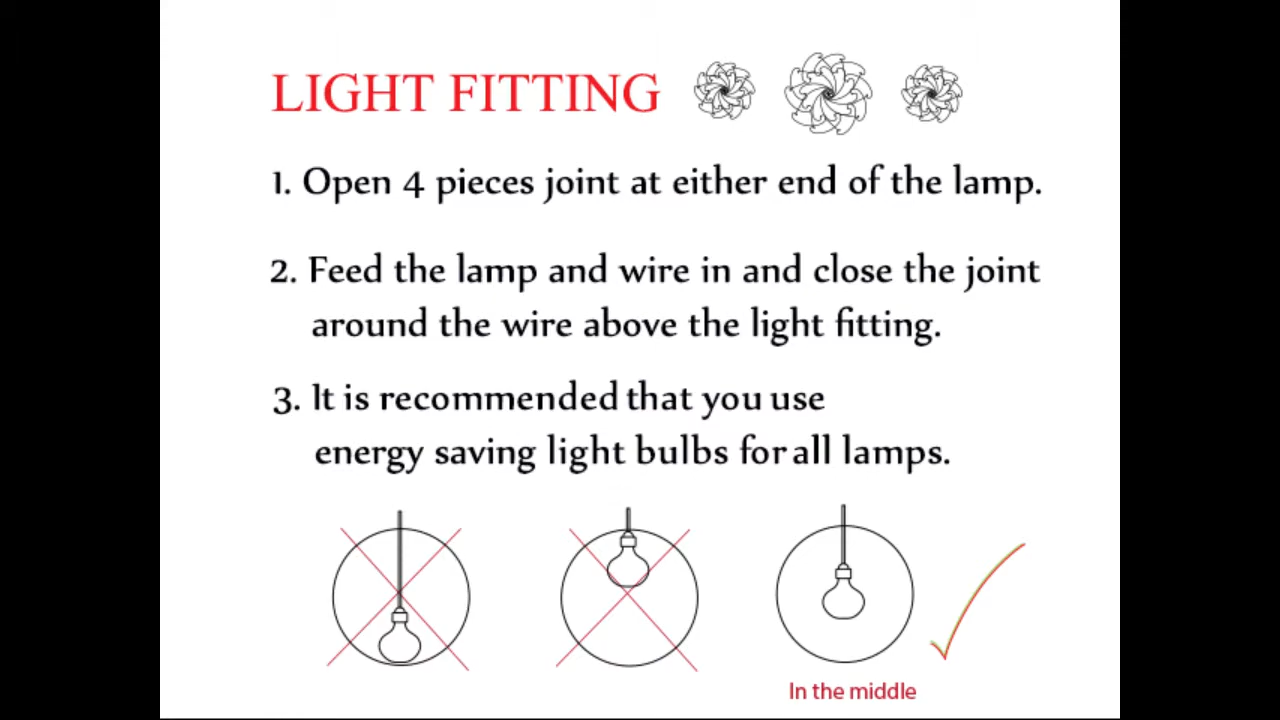 LIGHT FITTING
1. Open 4 pieces joint at either end of the lamp.
2. Feed the lamp and wire in and close the joint
around the wire above the light fitting.
3. It is recommended that you use
energy saving light bulbs for all lamps.
In the middle